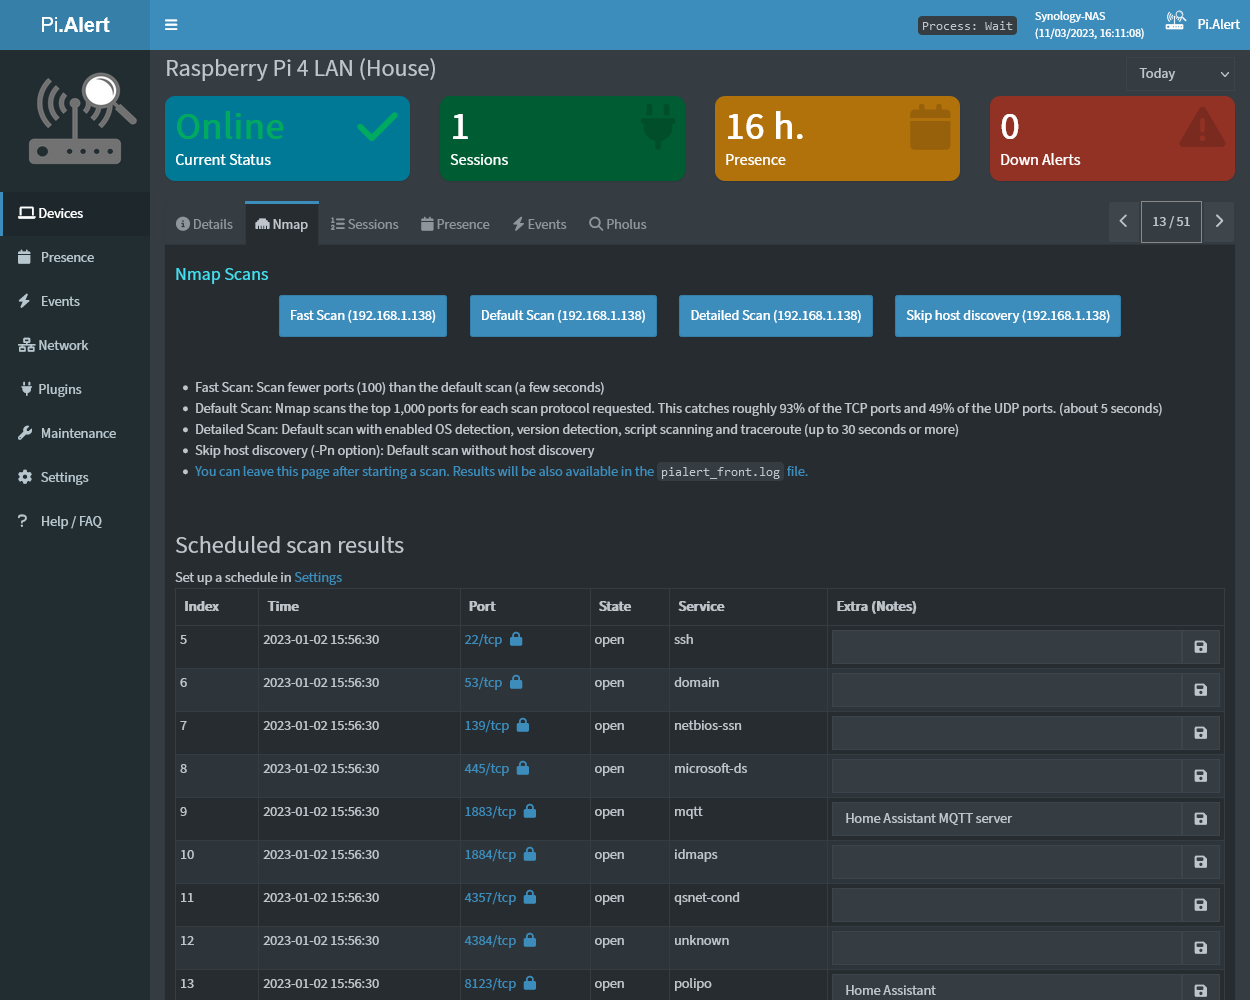 Pi.Alert
Process: Wait
Synology-NAS
(11/03/2023, 16:11:08)
Pi.Alert
Raspberry Pi 4 LAN (House)
Today
Online
Current Status
1
Sessions
16 h.
Presence
0
Down Alerts
Devices
Presence
Events
Network
Plugins
Maintenance
Settings
Help / FAQ
Details
Nmap
Sessions
Presence
Events
Pholus
13 / 51
Nmap Scans
Fast Scan (192.168.1.138)
Default Scan (192.168.1.138)
Detailed Scan (192.168.1.138)
Skip host discovery (192.168.1.138)
• Fast Scan: Scan fewer ports (100) than the default scan (a few seconds)
• Default Scan: Nmap scans the top 1,000 ports for each scan protocol requested. This catches roughly 93% of the TCP ports and 49% of the UDP ports. (about 5 seconds)
• Detailed Scan: Default scan with enabled OS detection, version detection, script scanning and traceroute (up to 30 seconds or more)
• Skip host discovery (-Pn option): Default scan without host discovery
• You can leave this page after starting a scan. Results will be also available in the pialert_front.log file.
Scheduled scan results
Set up a schedule in Settings
Index Time Port State Service Extra (Notes)
5 2023-01-02 15:56:30 22/tcp open ssh
6 2023-01-02 15:56:30 53/tcp open domain
7 2023-01-02 15:56:30 139/tcp open netbios-ssn
8 2023-01-02 15:56:30 445/tcp open microsoft-ds
9 2023-01-02 15:56:30 1883/tcp open mqtt Home Assistant MQTT server
10 2023-01-02 15:56:30 1884/tcp open idmaps
11 2023-01-02 15:56:30 4357/tcp open qsnet-cond
12 2023-01-02 15:56:30 4384/tcp open unknown
13 2023-01-02 15:56:30 8123/tcp open polipo Home Assistant